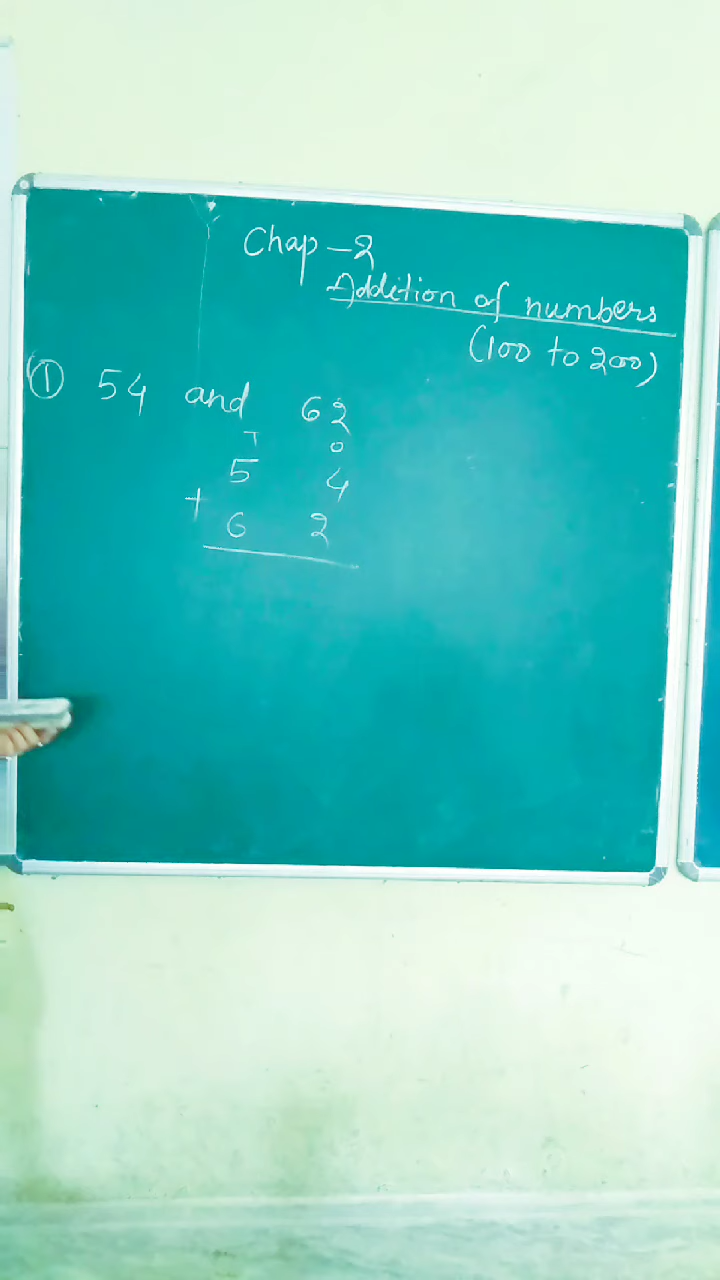 Chap - 2
Addition of numbers
(100 to 200)
① 54 and 62
T O
5 4
+ 6 2